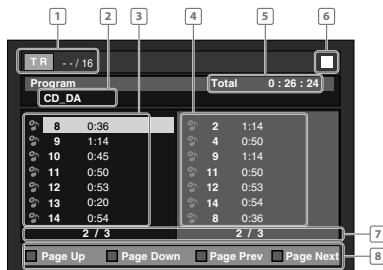 1 2 3 4 5 6
TR --/ 16
Program Total 0 : 26 : 24
CD_DA
8 0:36 2 1:14
9 1:14 4 0:50
10 0:45 9 1:14
11 0:50 11 0:50
12 0:53 12 0:53
13 0:20 14 0:54
14 0:54 8 0:36
2 / 3 2 / 3 7
Page Up Page Down Page Prev Page Next 8